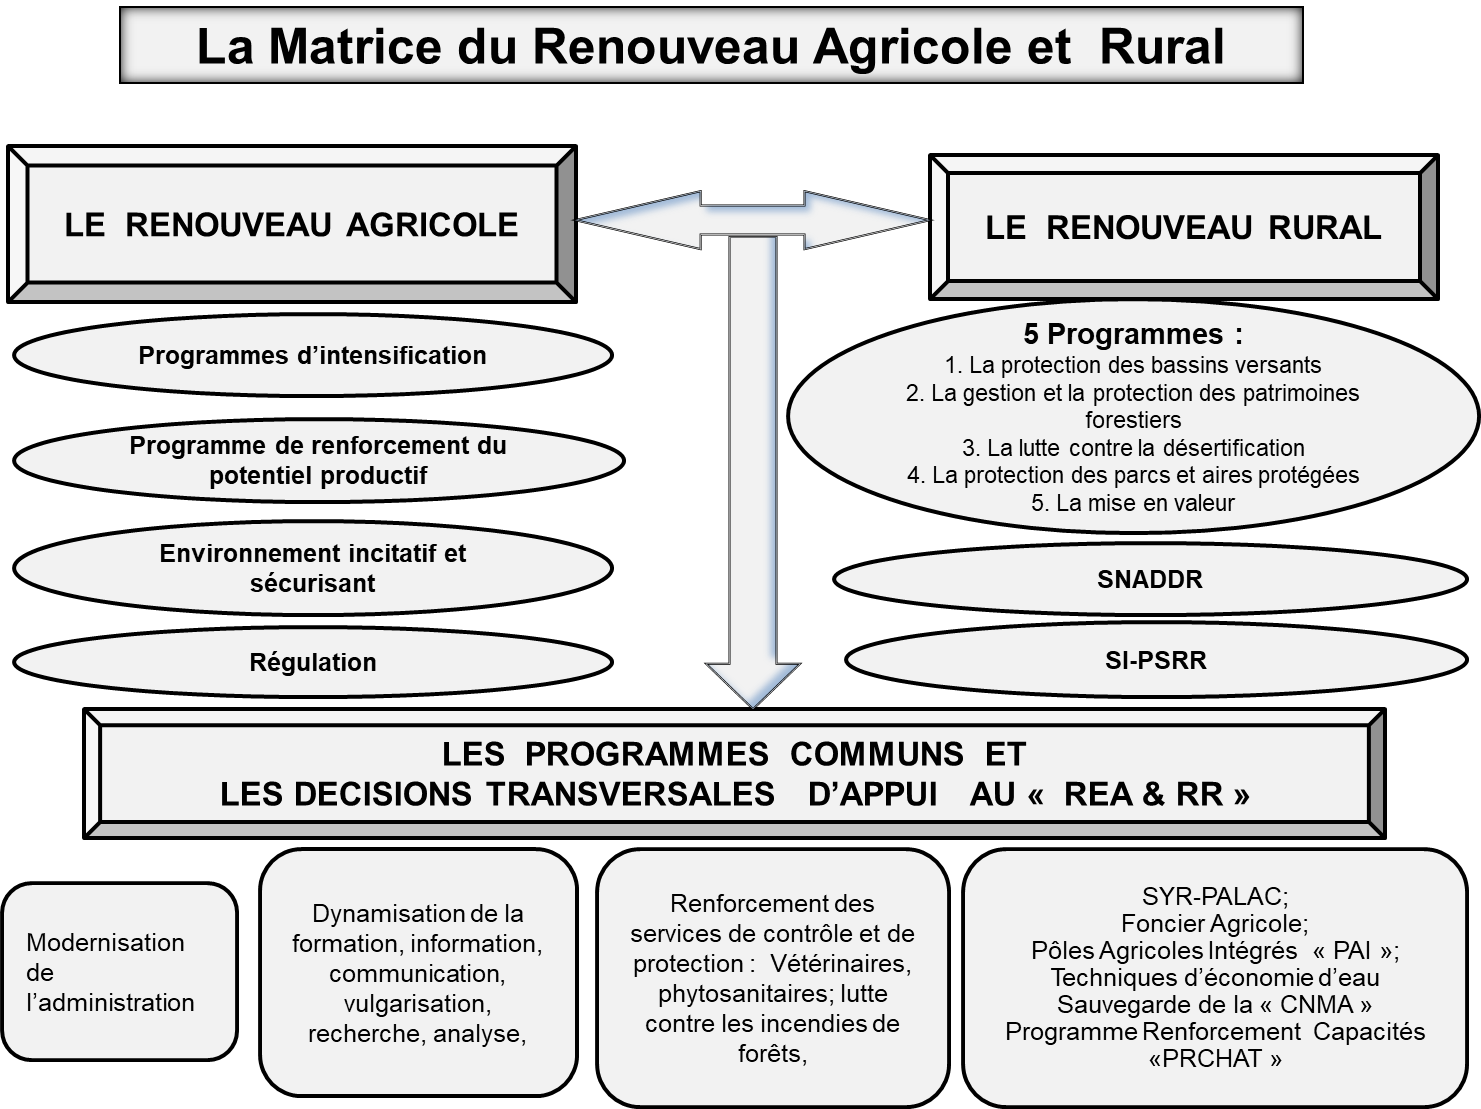 La Matrice du Renouveau Agricole et Rural
LE RENOUVEAU AGRICOLE
Programmes d’intensification
Programme de renforcement du
potentiel productif
Environnement incitatif et
sécurisant
Régulation
LE RENOUVEAU RURAL
5 Programmes :
1. La protection des bassins versants
2. La gestion et la protection des patrimoines
forestiers
3. La lutte contre la désertification
4. La protection des parcs et aires protégées
5. La mise en valeur
SNADDR
SI-PSRR
LES PROGRAMMES COMMUNS ET
LES DECISIONS TRANSVERSALES D’APPUI AU « REA & RR »
Modernisation
de
l’administration
Dynamisation de la
formation, information,
communication,
vulgarisation,
recherche, analyse,
Renforcement des
services de contrôle et de
protection : Vétérinaires,
phytosanitaires; lutte
contre les incendies de
forêts,
SYR-PALAC;
Foncier Agricole;
Pôles Agricoles Intégrés « PAI »;
Techniques d’économie d’eau
Sauvegarde de la « CNMA »
Programme Renforcement Capacités
«PRCHAT »